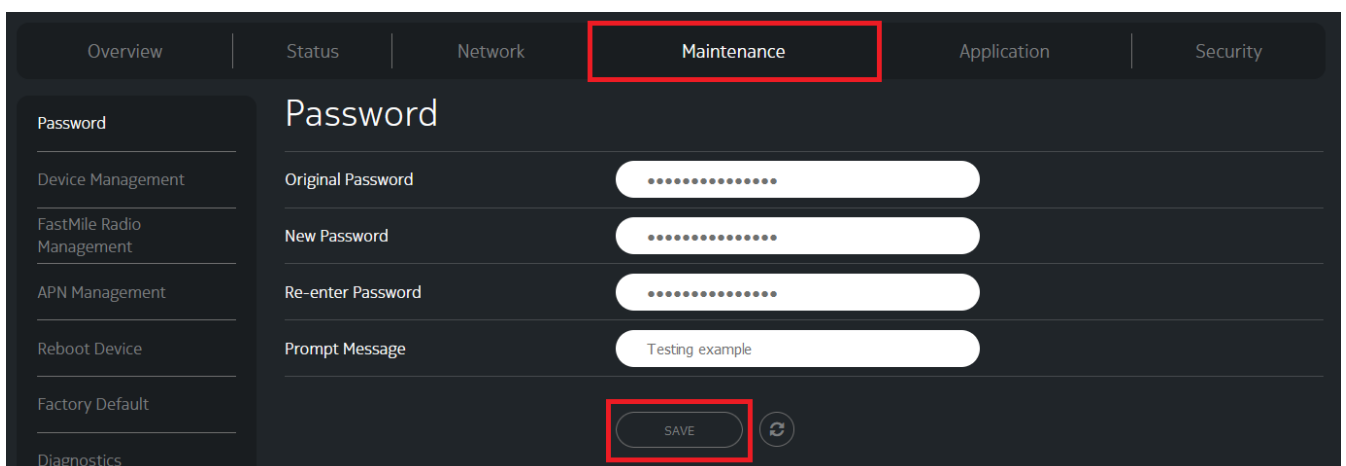 Overview Status Network Maintenance Application Security
Password
Device Management
FastMile Radio
Management
APN Management
Reboot Device
Factory Default
Diagnostics
Password
Original Password •••••••••••••••
New Password •••••••••••••••
Re-enter Password •••••••••••••••
Prompt Message Testing example
SAVE